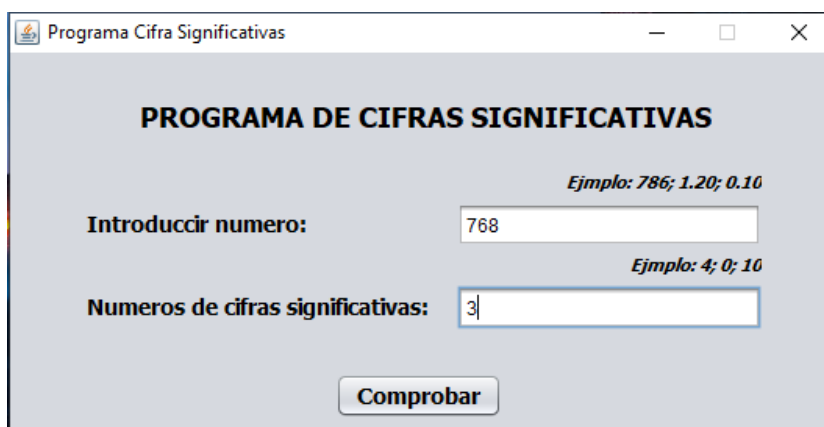 Programa Cifra Significativas
PROGRAMA DE CIFRAS SIGNIFICATIVAS
Ejmplo: 786; 1.20; 0.10
Introduccir numero: 768
Ejmplo: 4; 0; 10
Numeros de cifras significativas: 3
Comprobar